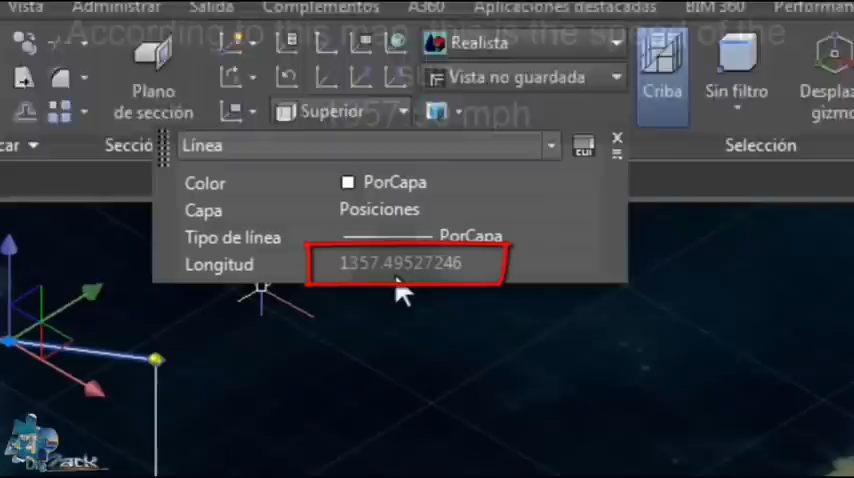 Vista Administrar Salida Complementos A360 Aplicaciones destacadas BIM 360 Performan
According to this map, this is the speed of the
Realista
Plano
de sección
Vista no guardada
Criba
Sin filtro
Desplaz
gizmo
Superior
mph
car
Secció
Selección
Línea
CUI
Color PorCapa
Capa Posiciones
Tipo de línea PorCapa
Longitud 1357.49527246